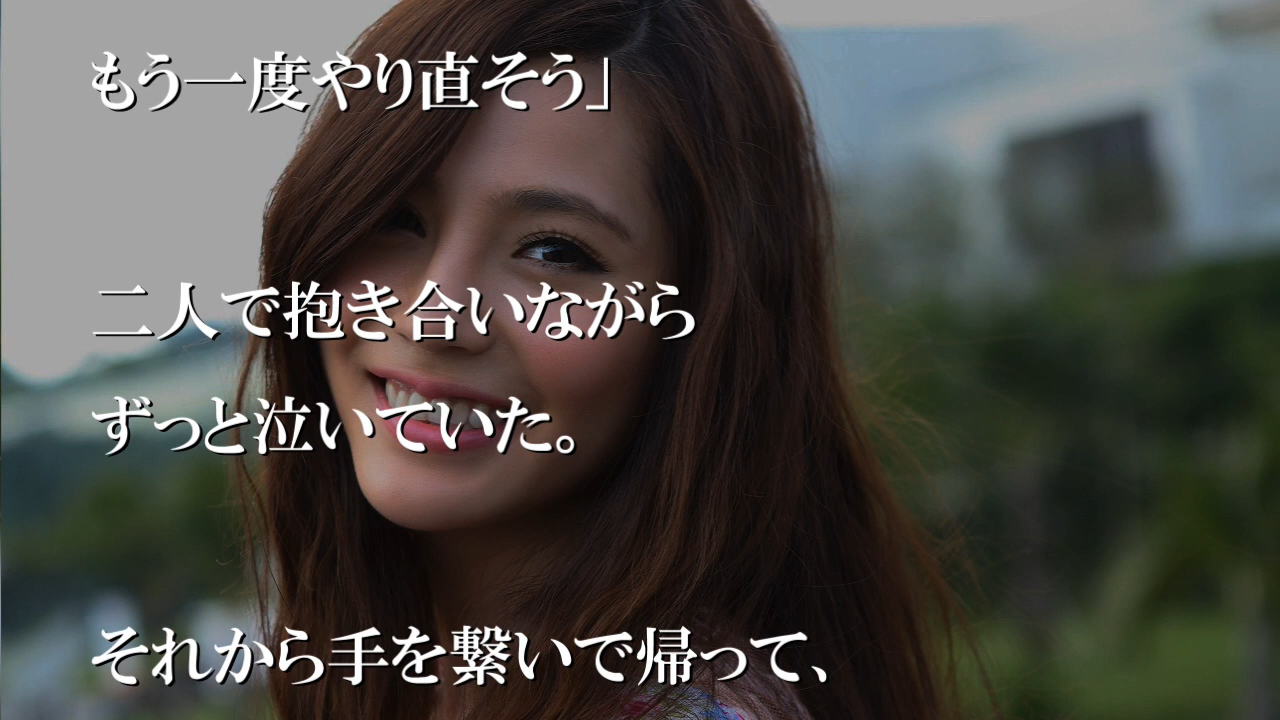 もう一度やり直そう」
二人で抱き合いながら
ずっと泣いていた。
それから手を繋いで帰って、